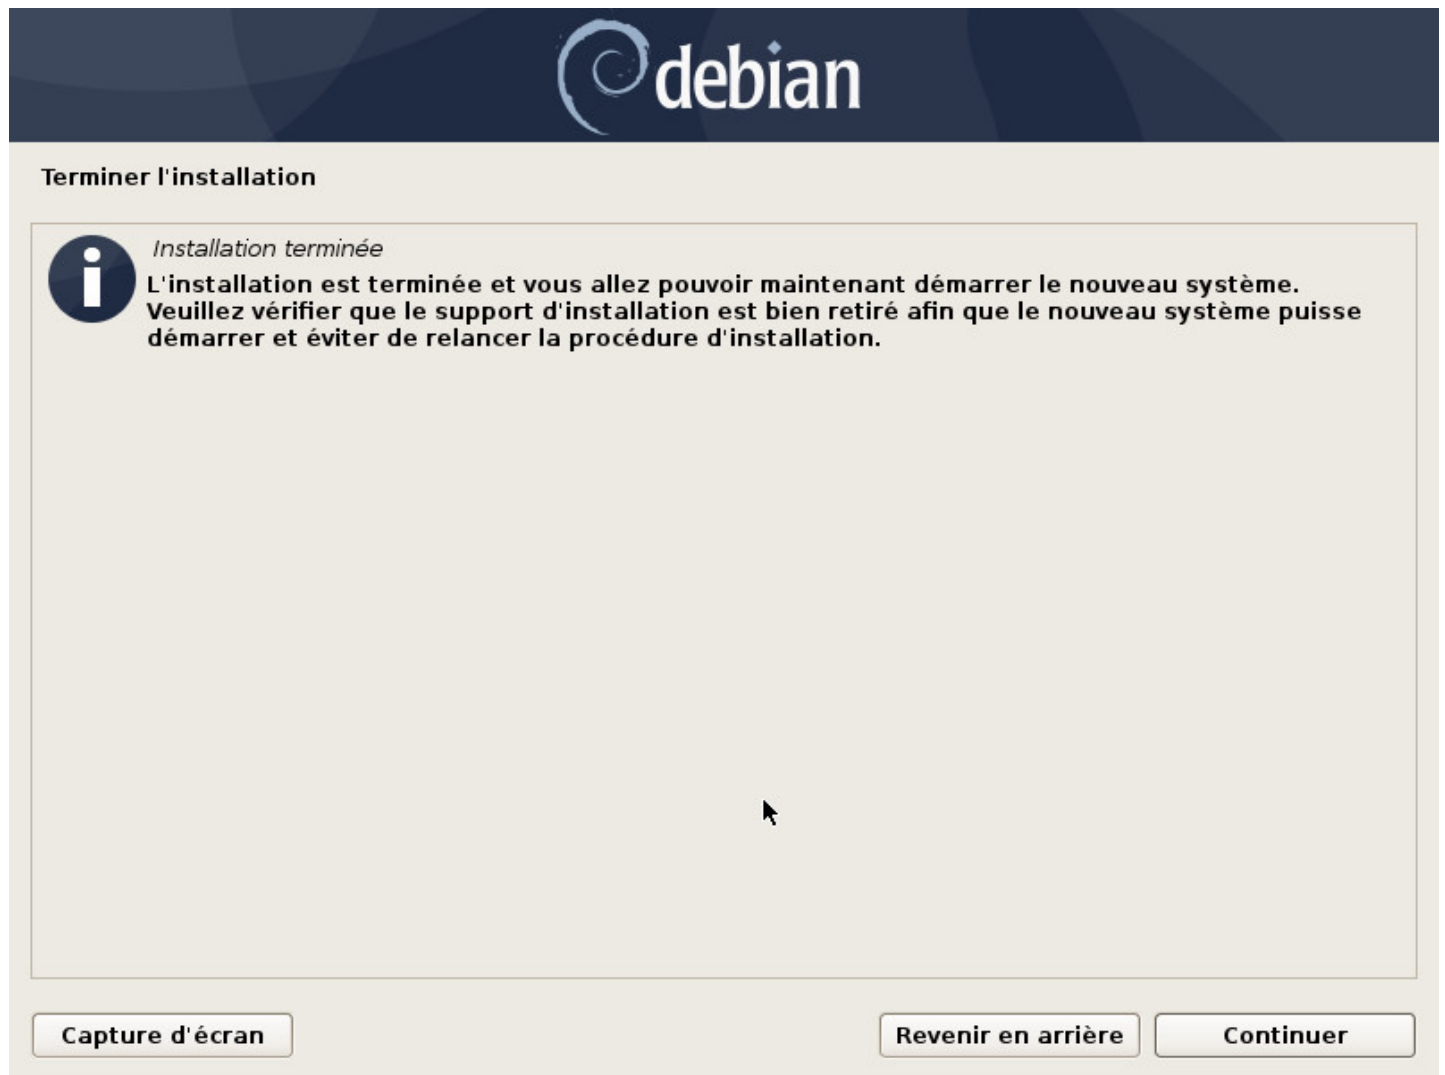 debian
Terminer l'installation
Installation terminée
L'installation est terminée et vous allez pouvoir maintenant démarrer le nouveau système.
Veuillez vérifier que le support d'installation est bien retiré afin que le nouveau système puisse
démarrer et éviter de relancer la procédure d'installation.
Capture d'écran
Revenir en arrière
Continuer